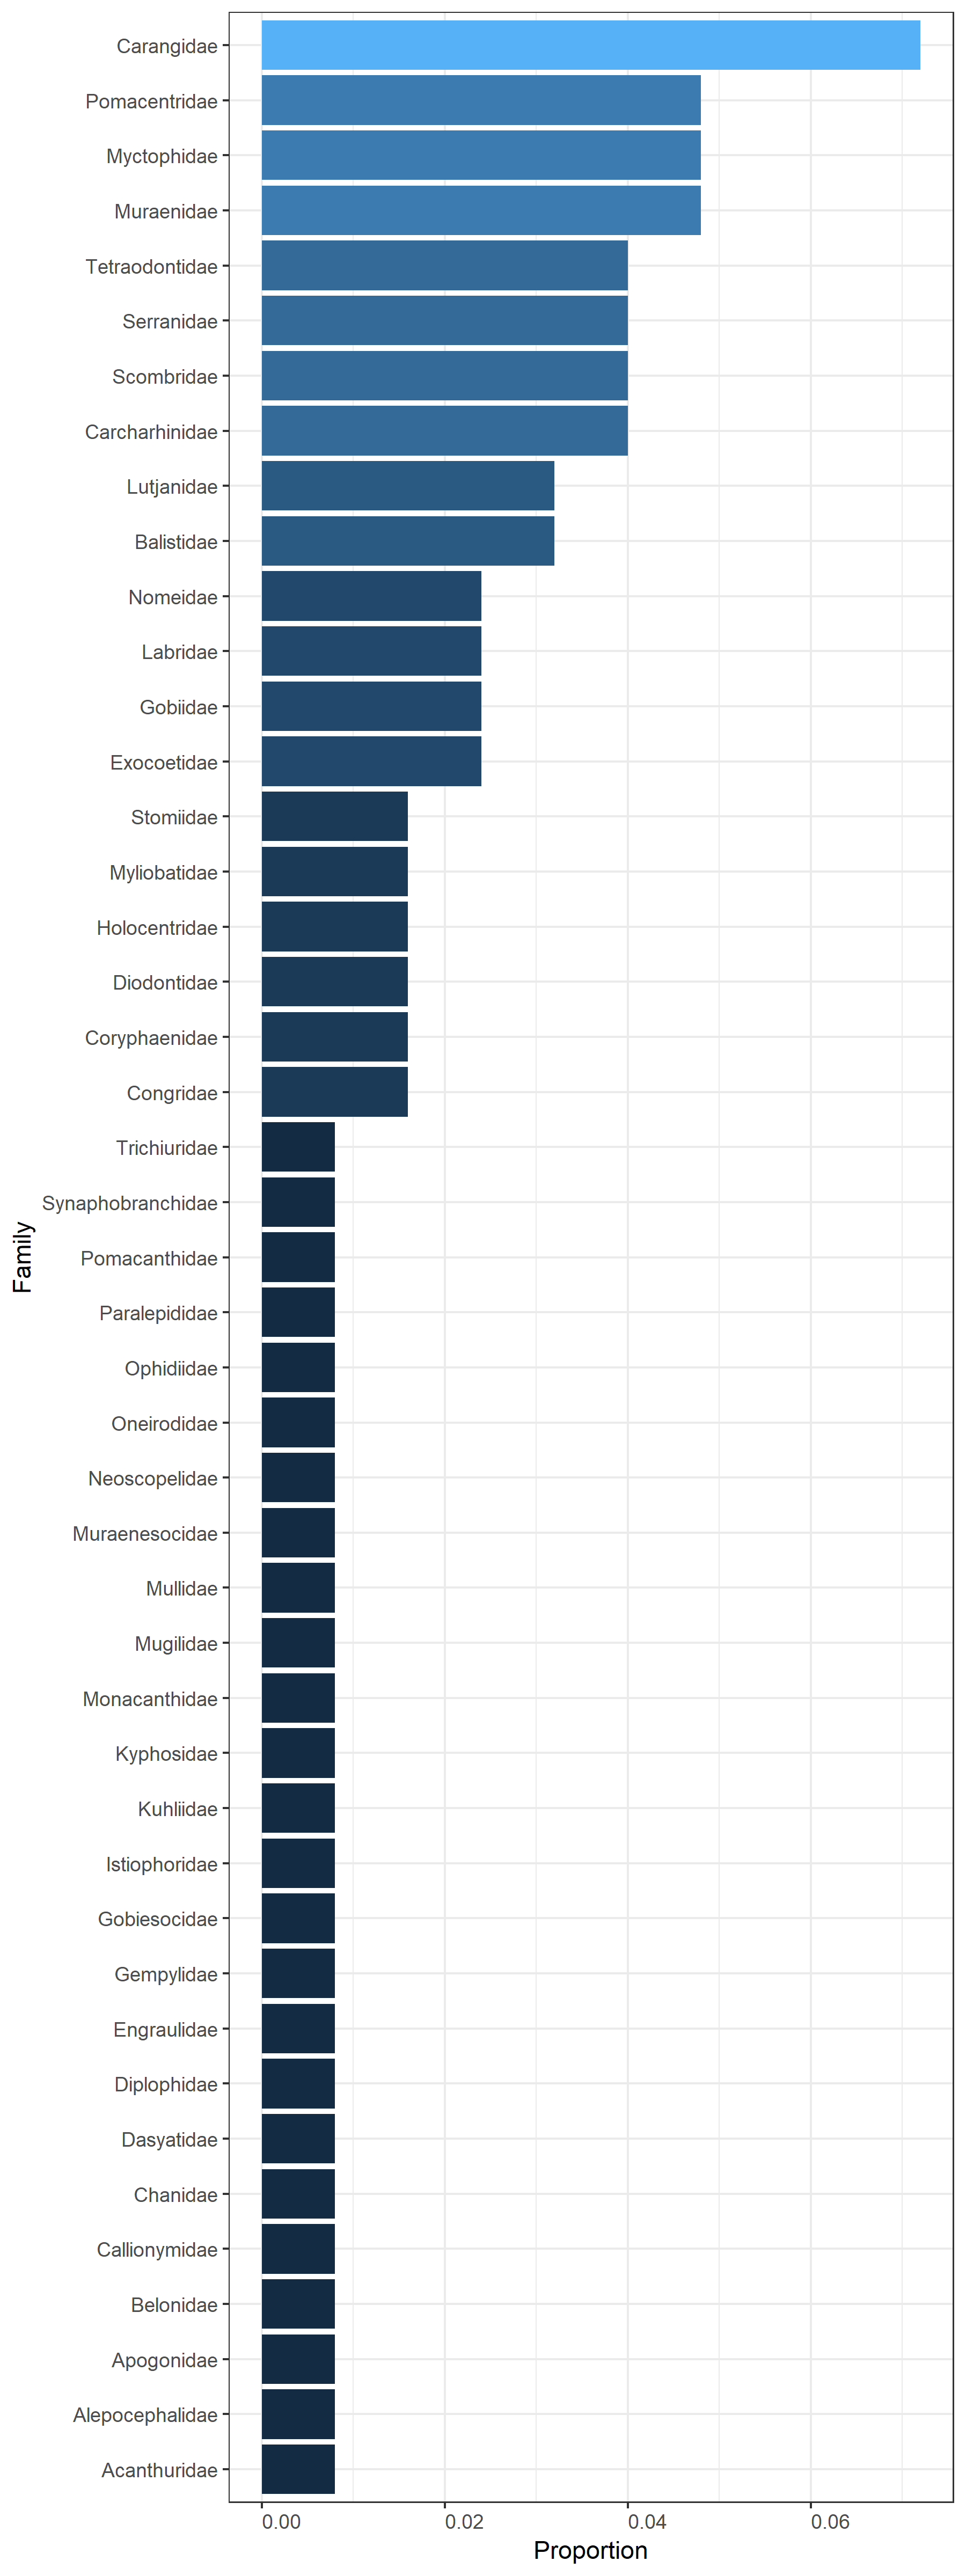 Carangidae
Pomacentridae
Myctophidae
Muraenidae
Tetraodontidae
Serranidae
Scombridae
Carcharhinidae
Lutjanidae
Balistidae
Nomeidae
Labridae
Gobiidae
Exocoetidae
Stomiidae
Myliobatidae
Holocentridae
Diodontidae
Coryphaenidae
Congridae
Trichiuridae
Synaphobranchidae
Pomacanthidae
Paralepididae
Ophidiidae
Oneirodidae
Neoscopelidae
Muraenesocidae
Mullidae
Mugilidae
Monacanthidae
Kyphosidae
Kuhliidae
Istiophoridae
Gobiesocidae
Gempylidae
Engraulidae
Diplophidae
Dasyatidae
Chanidae
Callionymidae
Belonidae
Apogonidae
Alepocephalidae
Acanthuridae
Family
0.00 0.02 0.04 0.06
Proportion